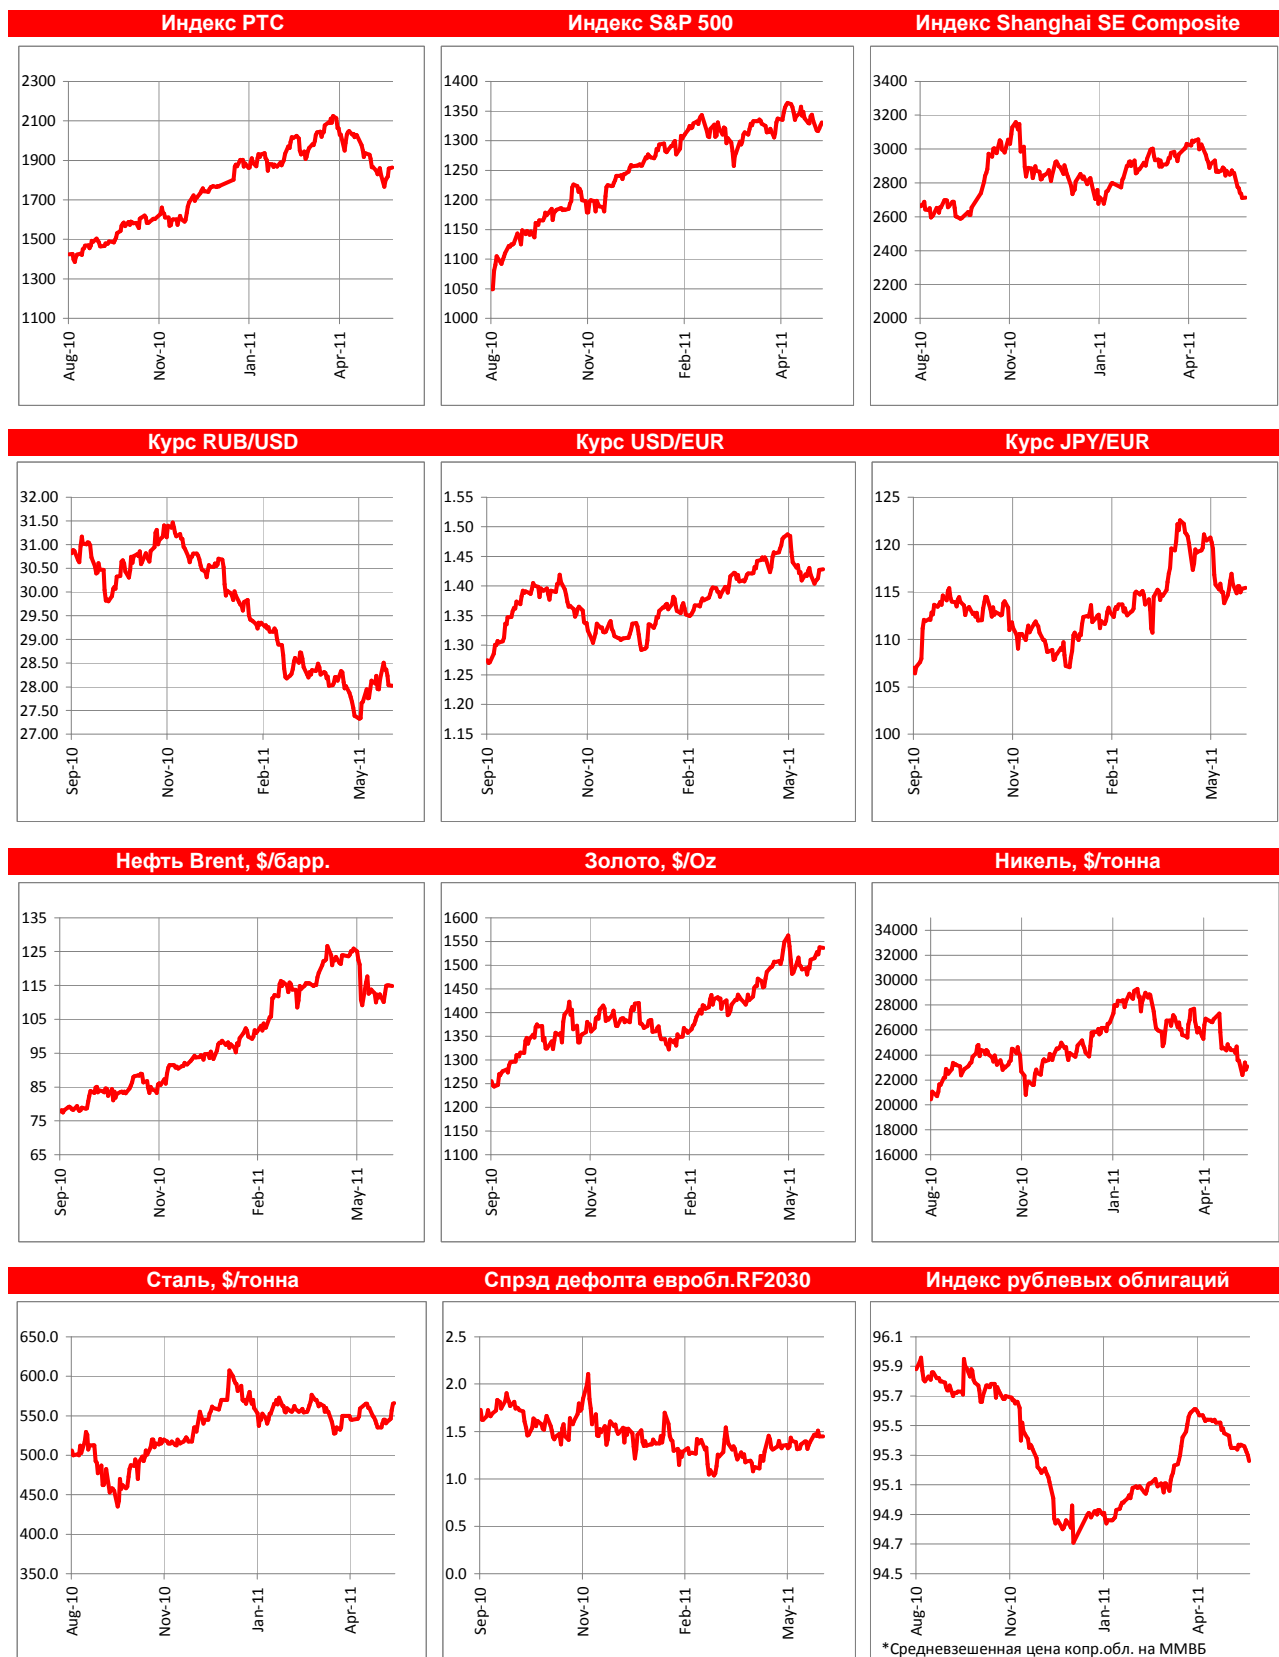 Индекс РТС
Индекс S&P 500
Индекс Shanghai SE Composite
2300
2100
1900
1700
1500
1300
1100
Aug-10
Nov-10
Jan-11
Apr-11
1400
1350
1300
1250
1200
1150
1100
1050
1000
Aug-10
Nov-10
Feb-11
Apr-11
3400
3200
3000
2800
2600
2400
2200
2000
Aug-10
Nov-10
Jan-11
Apr-11
Курс RUB/USD
Курс USD/EUR
Курс JPY/EUR
32.00
31.50
31.00
30.50
30.00
29.50
29.00
28.50
28.00
27.50
27.00
Sep-10
Nov-10
Feb-11
May-11
1.55
1.50
1.45
1.40
1.35
1.30
1.25
1.20
1.15
Sep-10
Nov-10
Feb-11
May-11
125
120
115
110
105
100
Sep-10
Nov-10
Feb-11
May-11
Нефть Brent, $/барр.
Золото, $/Oz
Никель, $/тонна
135
125
115
105
95
85
75
65
Sep-10
Nov-10
Feb-11
May-11
1600
1550
1500
1450
1400
1350
1300
1250
1200
1150
1100
Sep-10
Nov-10
Feb-11
May-11
34000
32000
30000
28000
26000
24000
22000
20000
18000
16000
Aug-10
Nov-10
Jan-11
Apr-11
Сталь, $/тонна
Спрэд дефолта евробл.RF2030
Индекс рублевых облигаций
650.0
600.0
550.0
500.0
450.0
400.0
350.0
Aug-10
Nov-10
Jan-11
Apr-11
2.5
2.0
1.5
1.0
0.5
0.0
Sep-10
Nov-10
Feb-11
May-11
96.1
95.9
95.7
95.5
95.3
95.1
94.9
94.7
94.5
Aug-10
Nov-10
Jan-11
Apr-11
*Средневзешенная цена копр.обл. на ММВБ